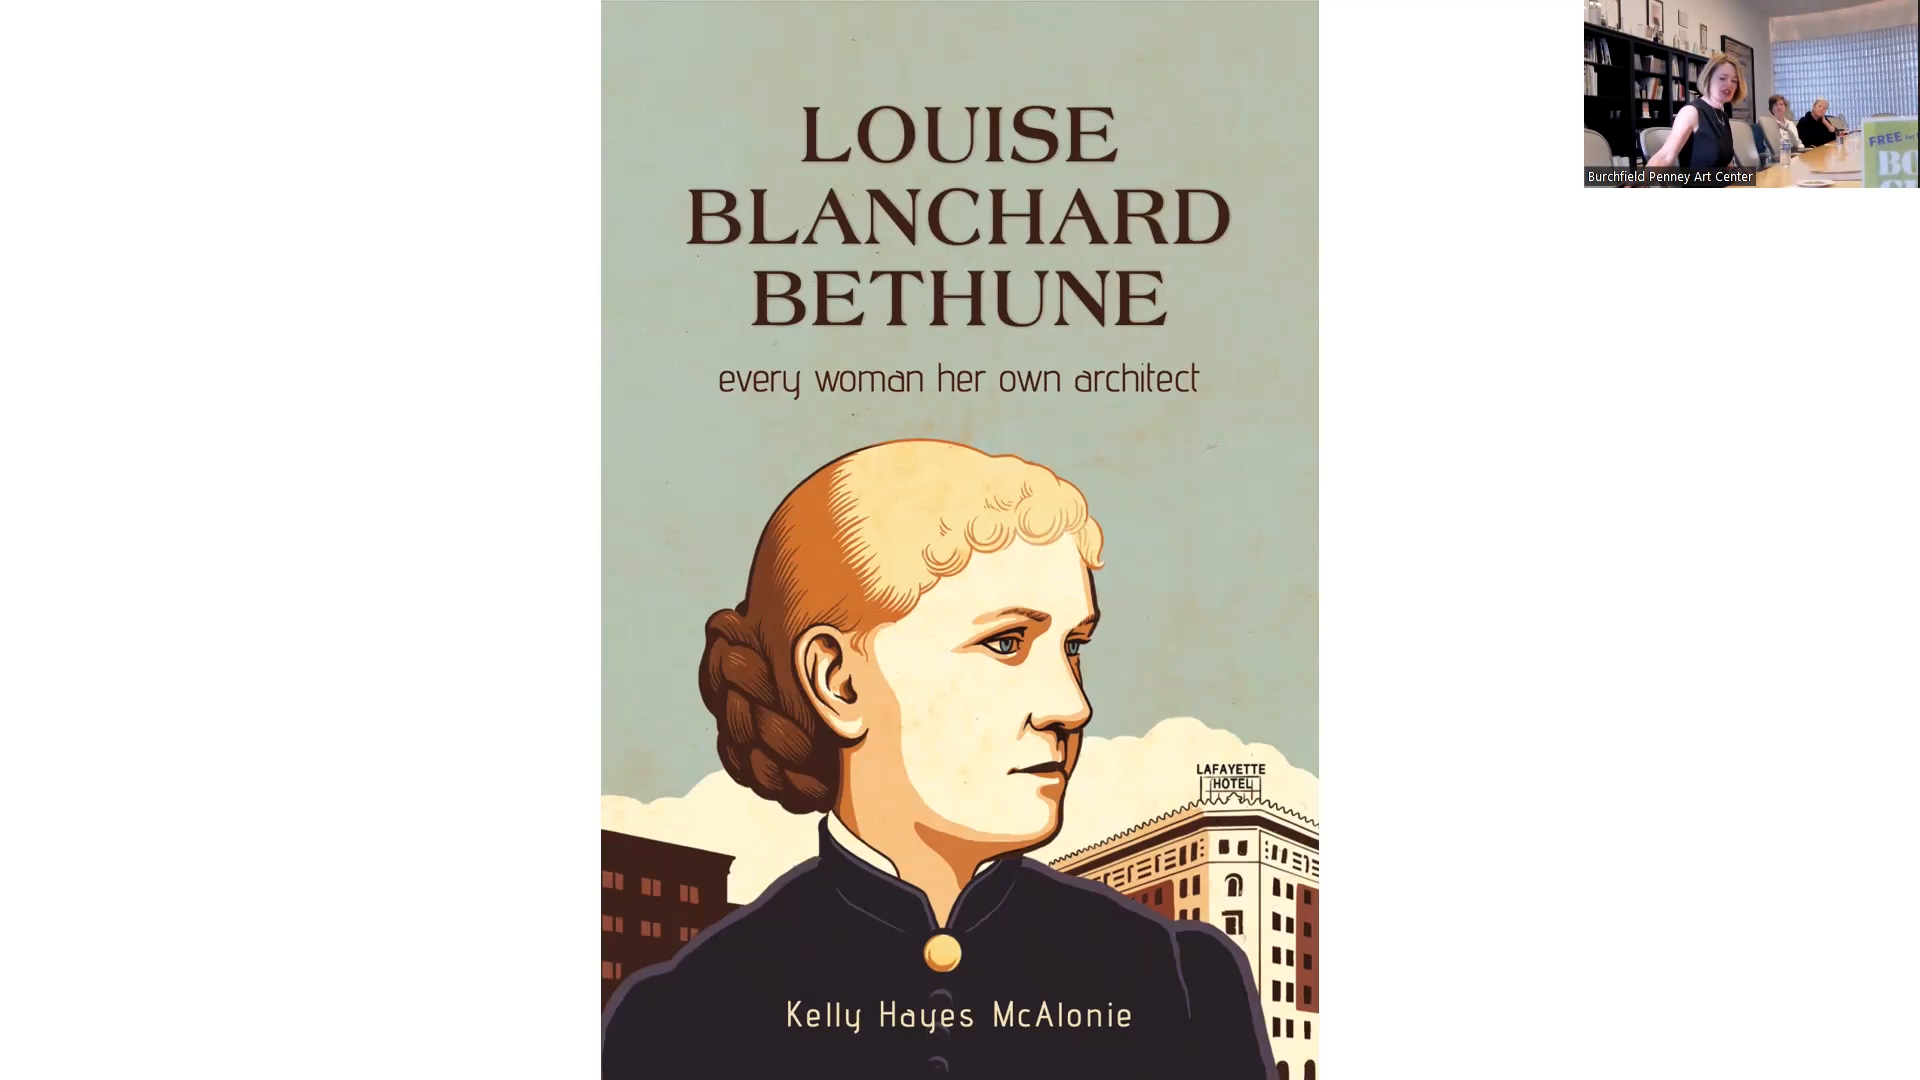 LOUISE
BLANCHARD
BETHUNE
every woman her own architect
LAFAYETTE
HOTEL
Kelly Hayes McAlonie
Burchfield Penney Art Center
FREE